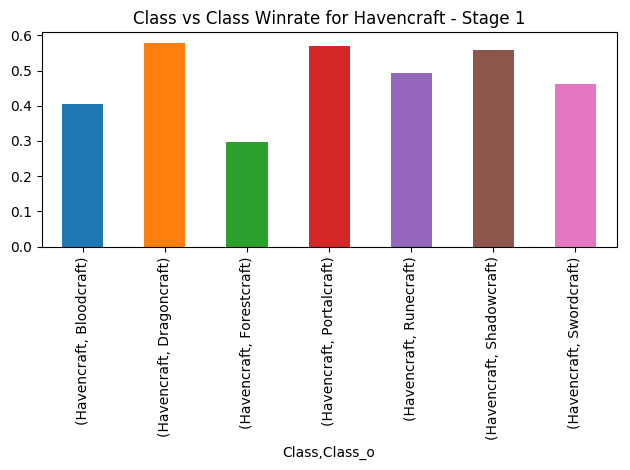 Class vs Class Winrate for Havencraft - Stage 1
0.6
0.5
0.4
0.3
0.2
0.1
0.0
(Havencraft, Bloodcraft)
(Havencraft, Dragoncraft)
(Havencraft, Forestcraft)
(Havencraft, Portalcraft)
(Havencraft, Runecraft)
(Havencraft, Shadowcraft)
(Havencraft, Swordcraft)
Class,Class_o